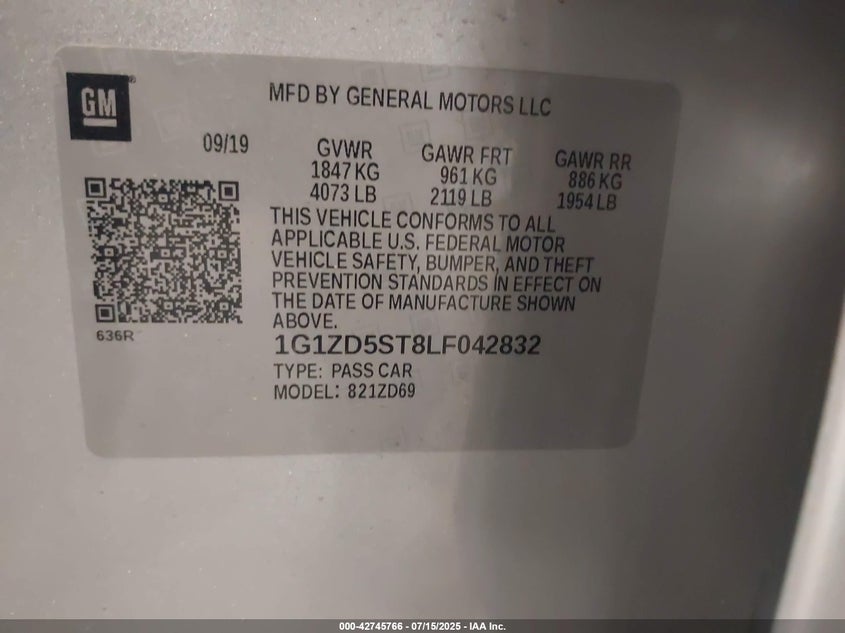 GM
MFD BY GENERAL MOTORS LLC
09/19
GVWR GAWR FRT GAWR RR
1847 KG 961 KG 886 KG
4073 LB 2119 LB 1954 LB
THIS VEHICLE CONFORMS TO ALL
APPLICABLE U.S. FEDERAL MOTOR
VEHICLE SAFETY, BUMPER, AND THEFT
PREVENTION STANDARDS IN EFFECT ON
THE DATE OF MANUFACTURE SHOWN
ABOVE.
636R
1G1ZD5ST8LF042832
TYPE: PASS CAR
MODEL: 821ZD69
000-42745766 - 07/15/2025 - IAA Inc.